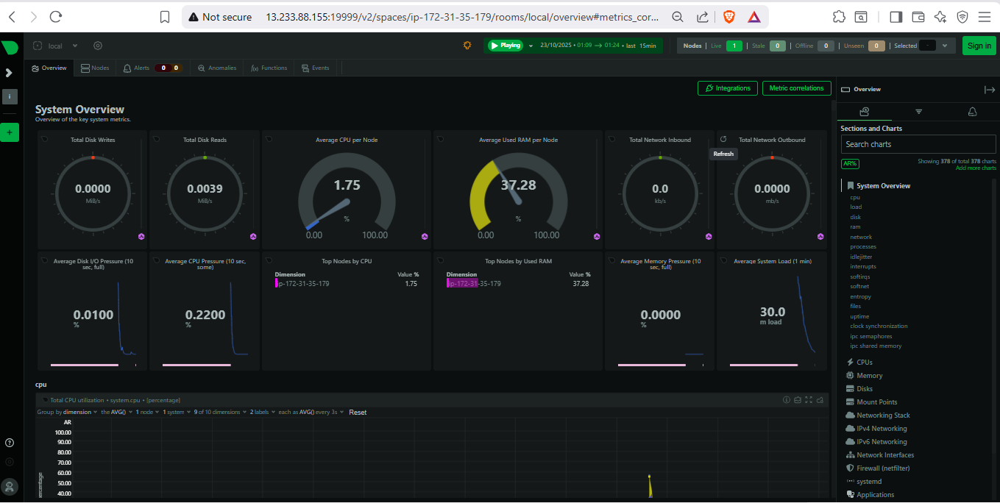 Not secure 13.233.88.155:19999/v2/spaces/ip-172-31-35-179/rooms/local/overview#metrics_cor...
local
Playing 23/10/2025 • 01:09 → 01:24 • last 15min
Nodes | Live 1 | Stale 0 | Offline 0 | Unseen 0 | Selected -
Sign in
Overview Nodes Alerts 0 0 Anomalies f(x) Functions Events
Integrations Metric correlations
System Overview
Overview of the key system metrics.
Total Disk Writes
0.0000
MiB/s
Total Disk Reads
0.0039
MiB/s
Average CPU per Node
1.75
%
0.00 100.00
Average Used RAM per Node
37.28
%
0.00 100.00
Total Network Inbound
0.0
kb/s
Total Network Outbound
Refresh
0.0000
mb/s
Average Disk I/O Pressure (10
sec, full)
0.0100
%
Average CPU Pressure (10 sec,
some)
0.2200
%
Top Nodes by CPU
Dimension Value %
ip-172-31-35-179 1.75
Top Nodes by Used RAM
Dimension Value %
ip-172-31-35-179 37.28
Average Memory Pressure (10
sec, full)
0.0000
%
Average System Load (1 min)
30.0
m load
cpu
Total CPU utilization • system.cpu • [percentage]
Group by dimension the AVG() 1 node 1 system 9 of 10 dimensions 2 labels each as AVG() every 3s Reset
AR
100.00
90.00
80.00
70.00
60.00
50.00
40.00
percentage
Overview
Sections and Charts
Search charts
AR%
Showing 378 of total 378 charts
Add more charts
System Overview
cpu
load
disk
ram
network
processes
idlejitter
interrupts
softirqs
softnet
entropy
files
uptime
clock synchronization
ipc semaphores
ipc shared memory
CPUs
Memory
Disks
Mount Points
Networking Stack
IPv4 Networking
IPv6 Networking
Network Interfaces
Firewall (netfilter)
systemd
Applications